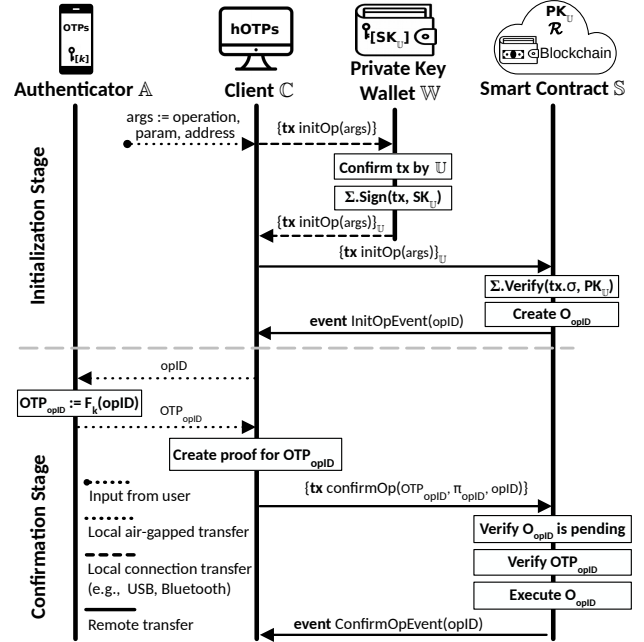 OTPs
[k]
Authenticator 𝔸
hOTPs
Client ℂ
[SK𝕌]
Private Key
Wallet 𝕎
PK𝕌
𝓡
Blockchain
Smart Contract 𝕊
Initialization Stage
args := operation,
param, address
{tx initOp(args)}
Confirm tx by 𝕌
Σ.Sign(tx, SK𝕌)
{tx initOp(args)}𝕌
{tx initOp(args)}𝕌
Σ.Verify(tx.σ, PK𝕌)
Create OopID
event InitOpEvent(opID)
Confirmation Stage
opID
OTPopID := Fk(opID)
OTPopID
Create proof for OTPopID
{tx confirmOp(OTPopID, πopID, opID)}
Verify OopID is pending
Verify OTPopID
Execute OopID
event ConfirmOpEvent(opID)
Input from user
Local air-gapped transfer
Local connection transfer
(e.g., USB, Bluetooth)
Remote transfer